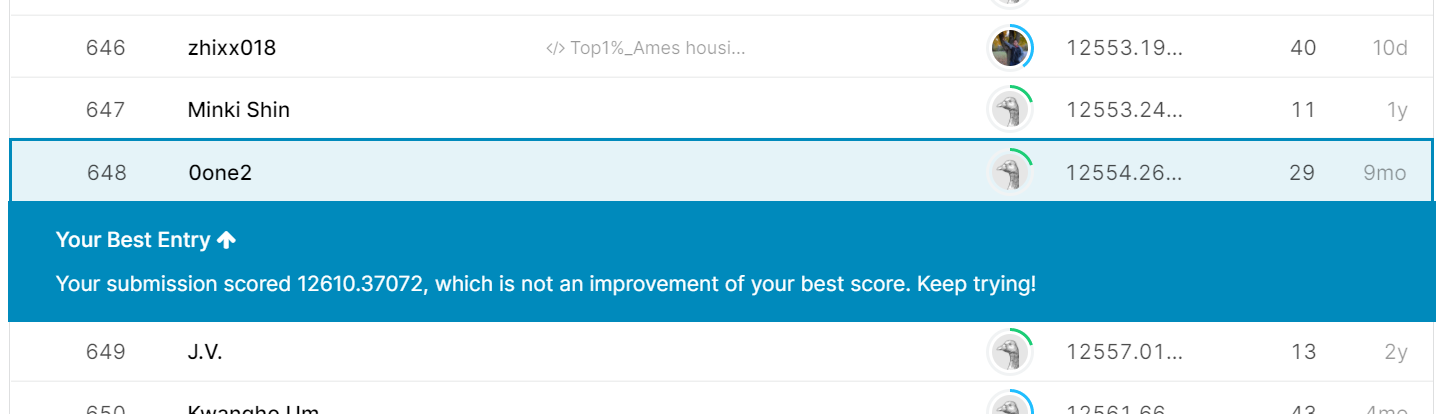 646 zhixx018 </> Top1%_Ames housi... 12553.19... 40 10d
647 Minki Shin 12553.24... 11 1y
648 0one2 12554.26... 29 9mo
Your Best Entry
Your submission scored 12610.37072, which is not an improvement of your best score. Keep trying!
649 J.V. 12557.01... 13 2y
650 Kwangho Um 12561.66... 43 4mo